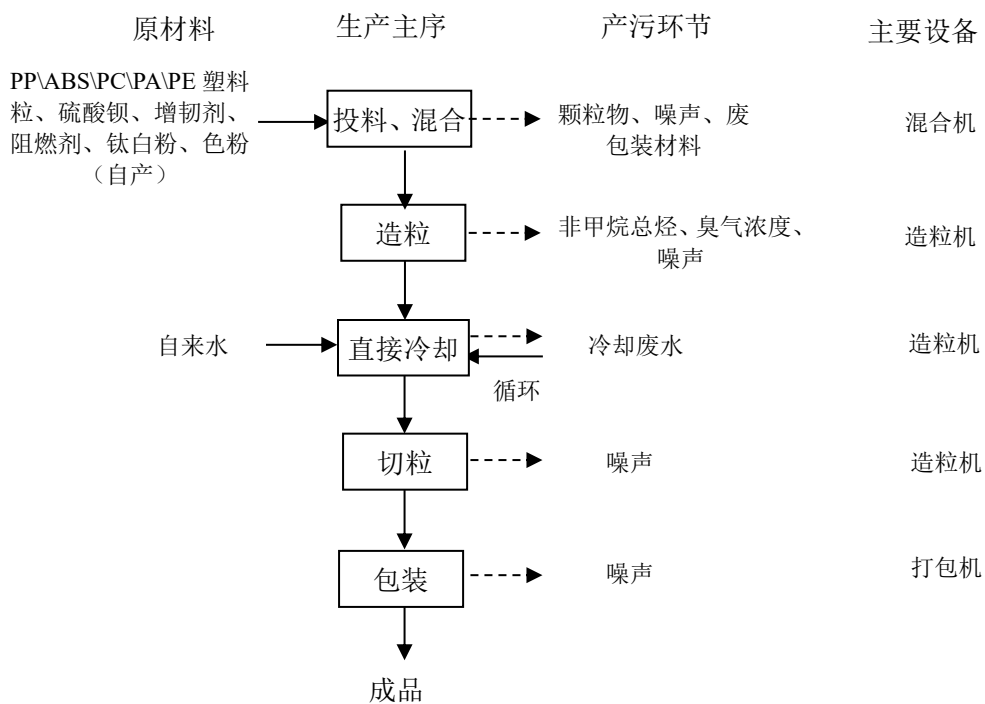 原材料 生产主序 产污环节 主要设备
PP\ABS\PC\PA\PE 塑料
粒、硫酸钡、增韧剂、
阻燃剂、钛白粉、色粉
（自产）
投料、混合
颗粒物、噪声、废
包装材料
混合机
造粒
非甲烷总烃、臭气浓度、
噪声
造粒机
自来水
直接冷却
冷却废水
造粒机
循环
切粒
噪声
造粒机
包装
噪声
打包机
成品